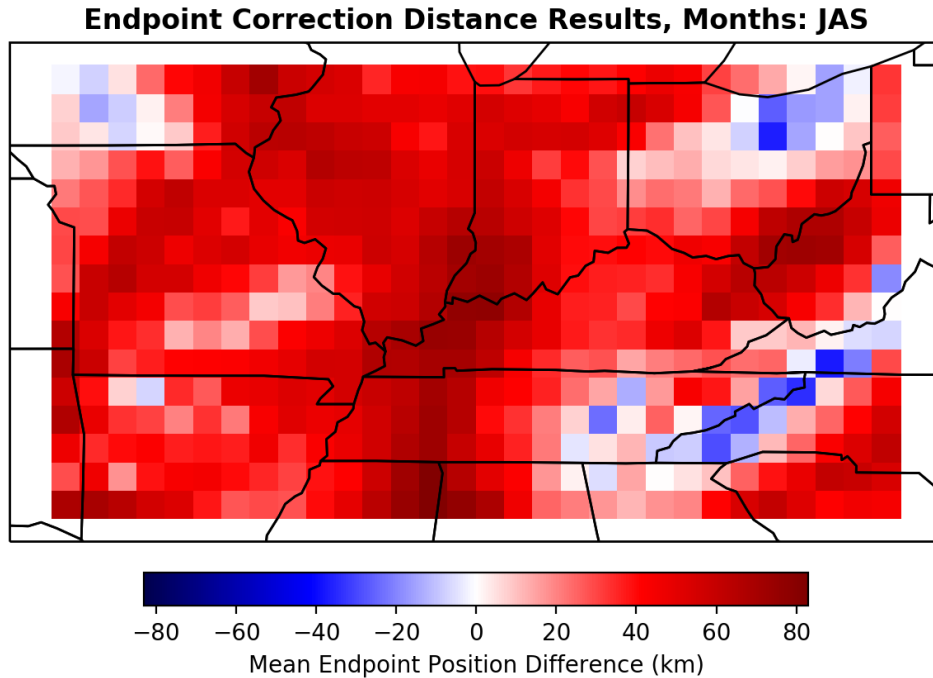 Endpoint Correction Distance Results, Months: JAS
−80 −60 −40 −20 0 20 40 60 80
Mean Endpoint Position Difference (km)